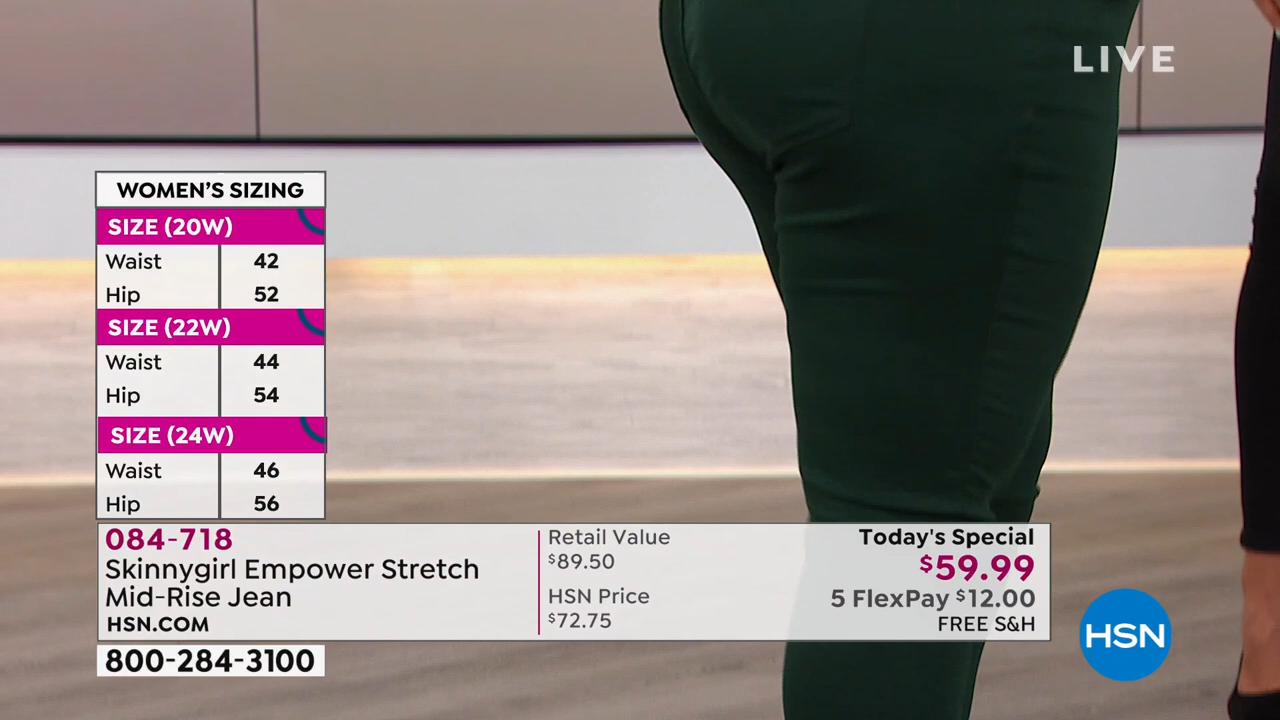 LIVE
WOMEN'S SIZING
SIZE (20W)
Waist 42
Hip 52
SIZE (22W)
Waist 44
Hip 54
SIZE (24W)
Waist 46
Hip 56
084-718
Skinnygirl Empower Stretch
Mid-Rise Jean
HSN.COM
800-284-3100
Retail Value
$89.50
HSN Price
$72.75
Today's Special
$59.99
5 FlexPay $12.00
FREE S&H
HSN